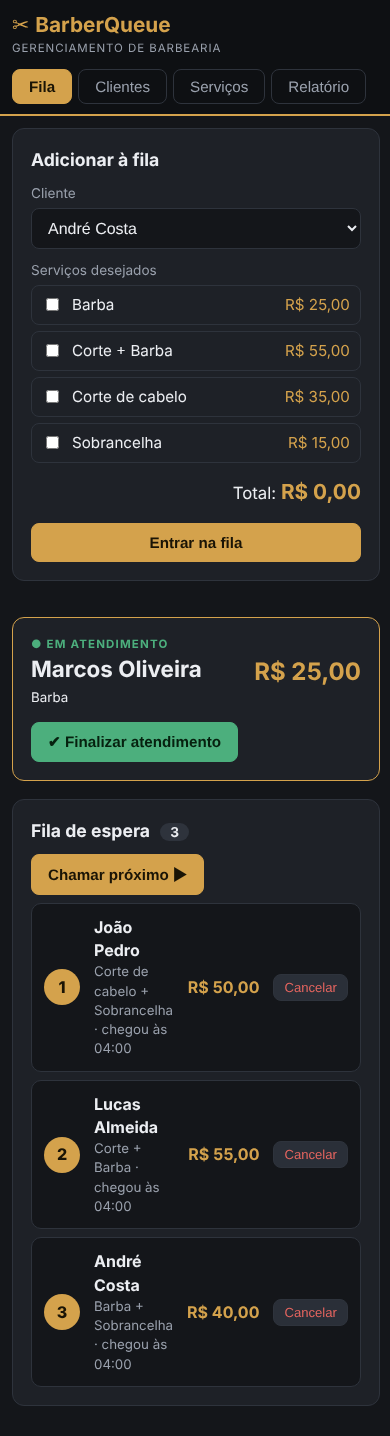 ✂ BarberQueue
GERENCIAMENTO DE BARBEARIA
Fila Clientes Serviços Relatório
Adicionar à fila
Cliente
André Costa
Serviços desejados
Barba R$ 25,00
Corte + Barba R$ 55,00
Corte de cabelo R$ 35,00
Sobrancelha R$ 15,00
Total: R$ 0,00
Entrar na fila
● EM ATENDIMENTO
Marcos Oliveira R$ 25,00
Barba
✔ Finalizar atendimento
Fila de espera 3
Chamar próximo ▶
1
João
Pedro
Corte de
cabelo +
Sobrancelha
· chegou às
04:00
R$ 50,00 Cancelar
2
Lucas
Almeida
Corte +
Barba ·
chegou às
04:00
R$ 55,00 Cancelar
3
André
Costa
Barba +
Sobrancelha
· chegou às
04:00
R$ 40,00 Cancelar